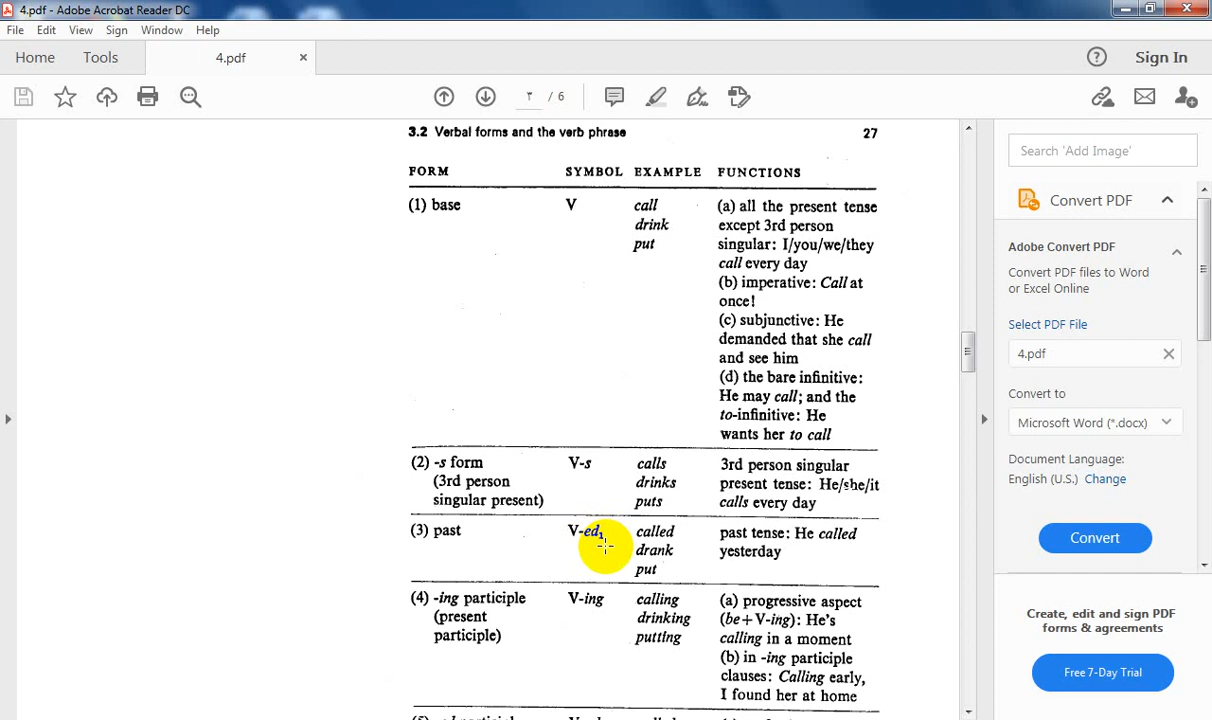 4.pdf - Adobe Acrobat Reader DC
File Edit View Sign Window Help
Home Tools 4.pdf Sign In
٣ / 6
3.2 Verbal forms and the verb phrase 27
FORM SYMBOL EXAMPLE FUNCTIONS
(1) base V call (a) all the present tense
drink except 3rd person
put singular: I/you/we/they
call every day
(b) imperative: Call at
once!
(c) subjunctive: He
demanded that she call
and see him
(d) the bare infinitive:
He may call; and the
to-infinitive: He
wants her to call
(2) -s form V-s calls 3rd person singular
(3rd person drinks present tense: He/she/it
singular present) puts calls every day
(3) past V-ed₁ called past tense: He called
drank yesterday
put
(4) -ing participle V-ing calling (a) progressive aspect
(present drinking (be+V-ing): He's
participle) putting calling in a moment
(b) in -ing participle
clauses: Calling early,
I found her at home
Search 'Add Image'
Convert PDF
Adobe Convert PDF
Convert PDF files to Word
or Excel Online
Select PDF File
4.pdf
Convert to
Microsoft Word (*.docx)
Document Language:
English (U.S.) Change
Convert
Create, edit and sign PDF
forms & agreements
Free 7-Day Trial